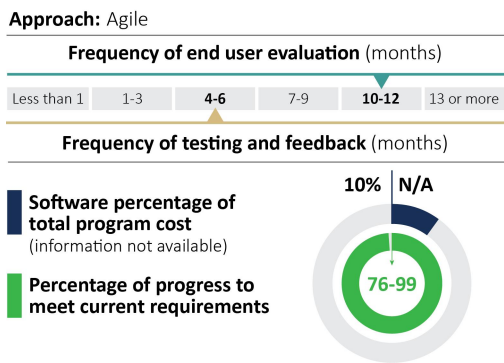 Approach: Agile
Frequency of end user evaluation (months)
Less than 1 1-3 4-6 7-9 10-12 13 or more
Frequency of testing and feedback (months)
10% N/A
Software percentage of
total program cost
(information not available)
Percentage of progress to
meet current requirements
76-99